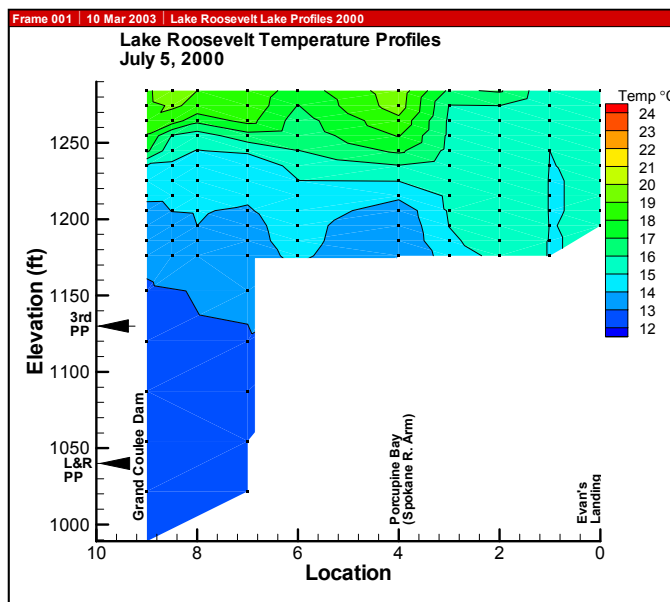 Frame 001 | 10 Mar 2003 | Lake Roosevelt Lake Profiles 2000
Lake Roosevelt Temperature Profiles
July 5, 2000
Temp °C
24
23
22
21
20
19
18
17
16
15
14
13
12
Elevation (ft)
1250
1200
1150
1100
1050
1000
3rd
PP
L&R
PP
Grand Coulee Dam
Porcupine Bay
(Spokane R. Arm)
Evan's
Landing
10
8
6
4
2
0
Location